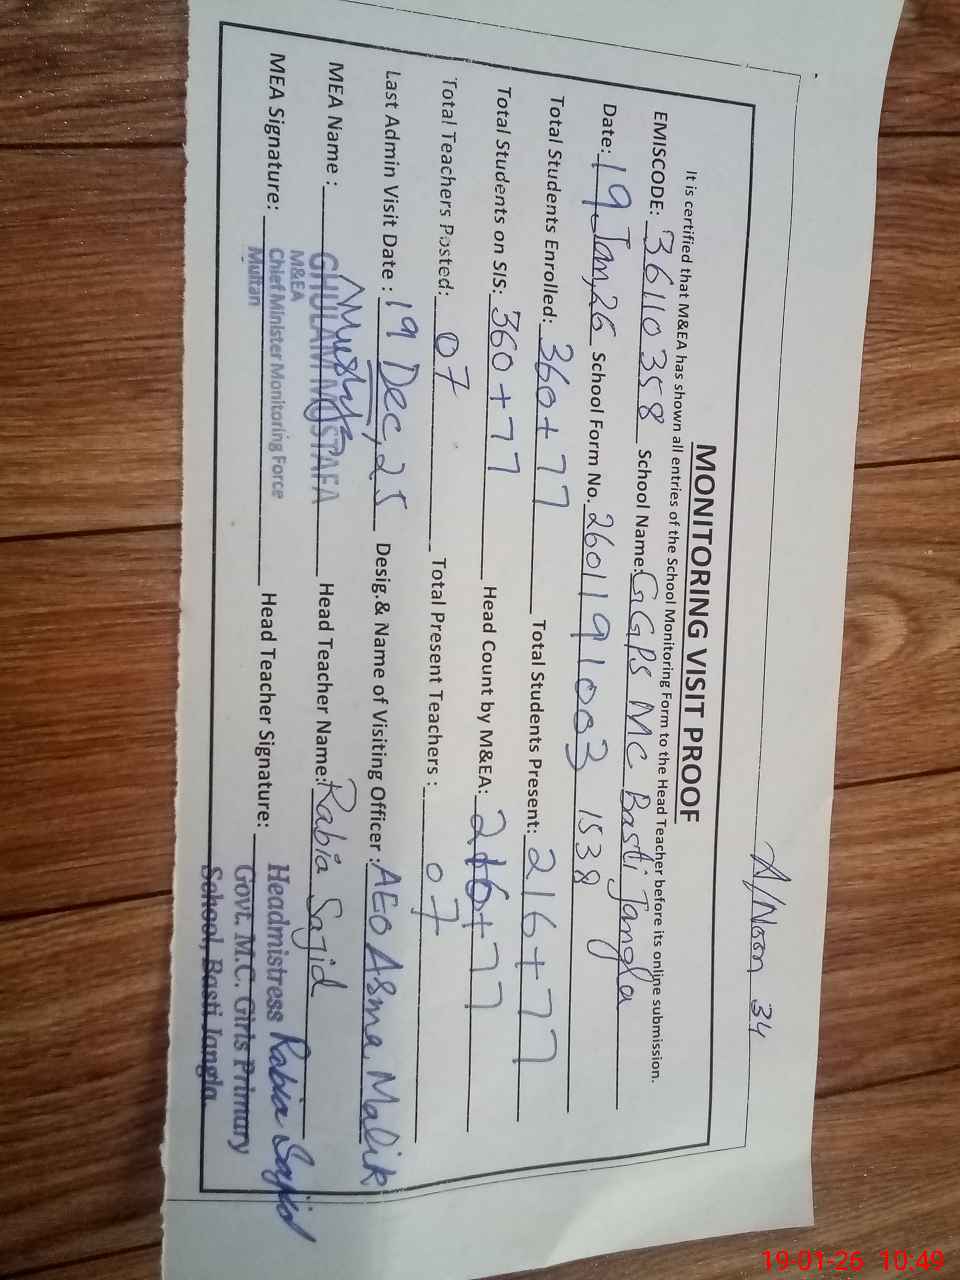 A/Noon 34
MONITORING VISIT PROOF
It is certified that M&EA has shown all entries of the School Monitoring Form to the Head Teacher before its online submission.
EMISCODE: 36110358 School Name: GGPS MC Basti Jangla
Date: 19 Jan, 26 School Form No. 2601191003 1538
Total Students Enrolled: 360+77 Total Students Present: 216+77
Total Students on SIS: 360+77 Head Count by M&EA: 216+77
Total Teachers Posted: 07 Total Present Teachers : 07
Last Admin Visit Date : 19 Dec, 25 Desig.& Name of Visiting Officer : AEO Asma Malik
MEA Name : GHULAM MUSTAFA Head Teacher Name: Rabia Sajid
M&EA
Chief Minister Monitoring Force
Multan
MEA Signature: Head Teacher Signature: Rabia Sajid
Headmistress
Govt. M.C. Girls Primary
School, Basti Jangla
19-01-26 10:49